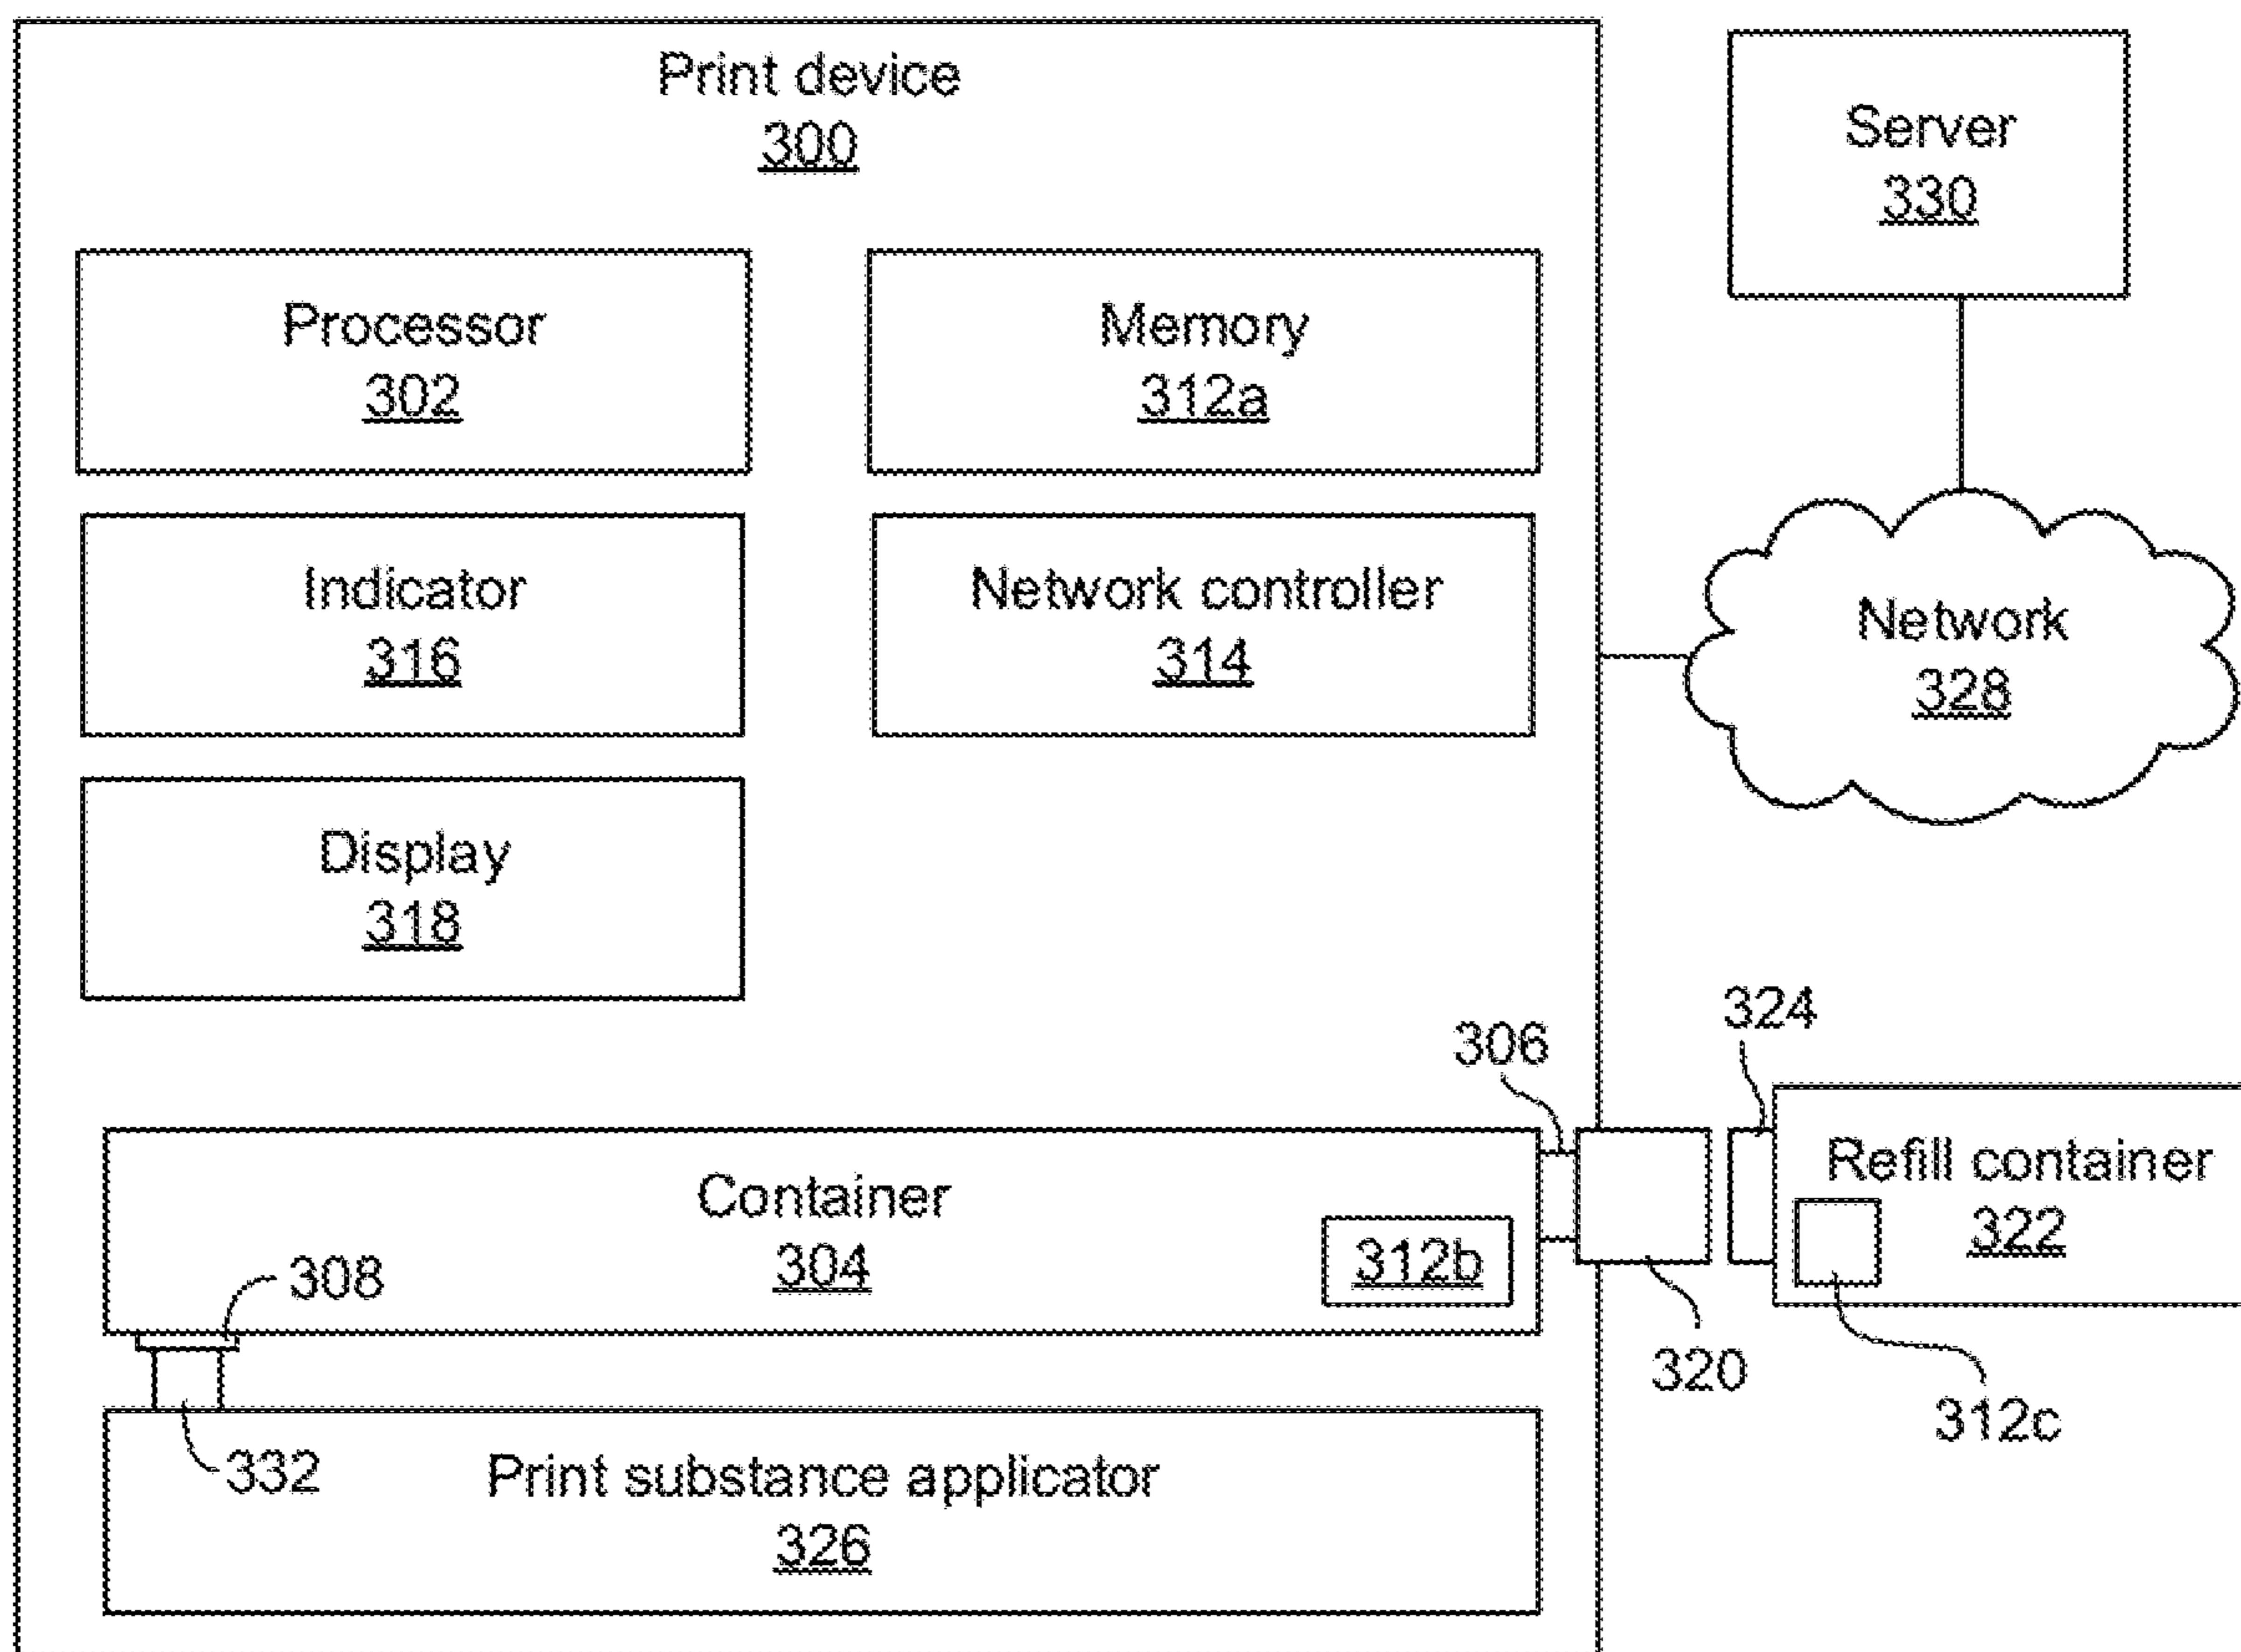 Print device
300
Server
330
Processor
302
Memory
312a
Indicator
316
Network controller
314
Network
328
Display
318
324
306
Container
304
312b
Refill container
322
308
320
312c
332
Print substance applicator
326